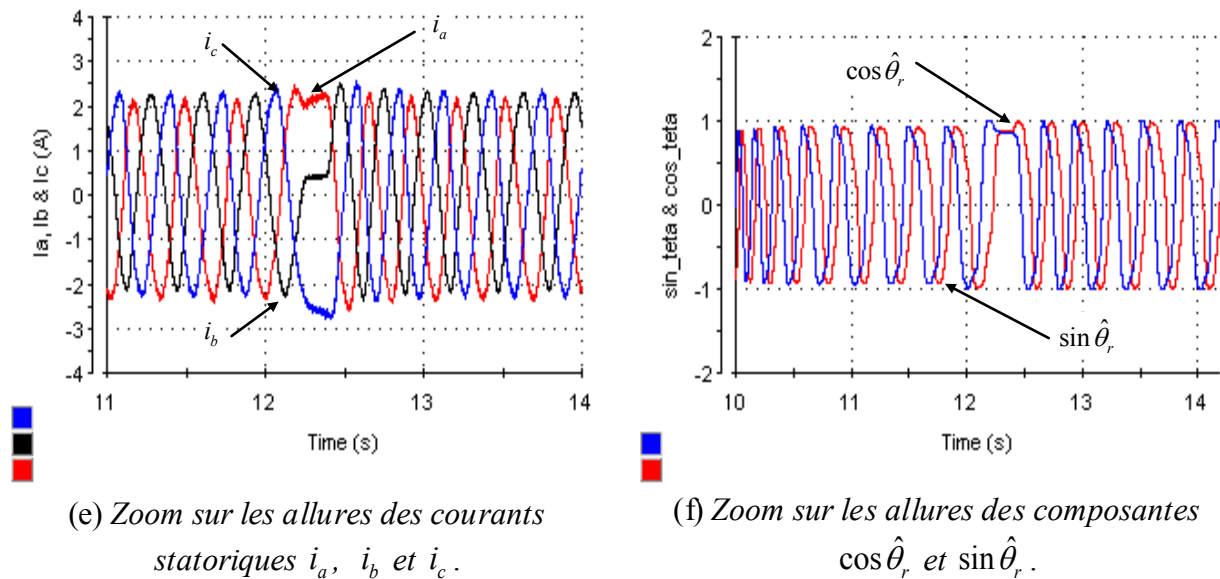 4
3
2
1
0
-1
-2
-3
-4
Ia, Ib & Ic (A)
i_c
i_a
i_b
11
12
13
14
Time (s)
(e) Zoom sur les allures des courants
statoriques i_a, i_b et i_c.
2
1
0
-1
-2
sin_teta & cos_teta
cos θ̂_r
sin θ̂_r
10
11
12
13
14
Time (s)
(f) Zoom sur les allures des composantes
cos θ̂_r et sin θ̂_r.